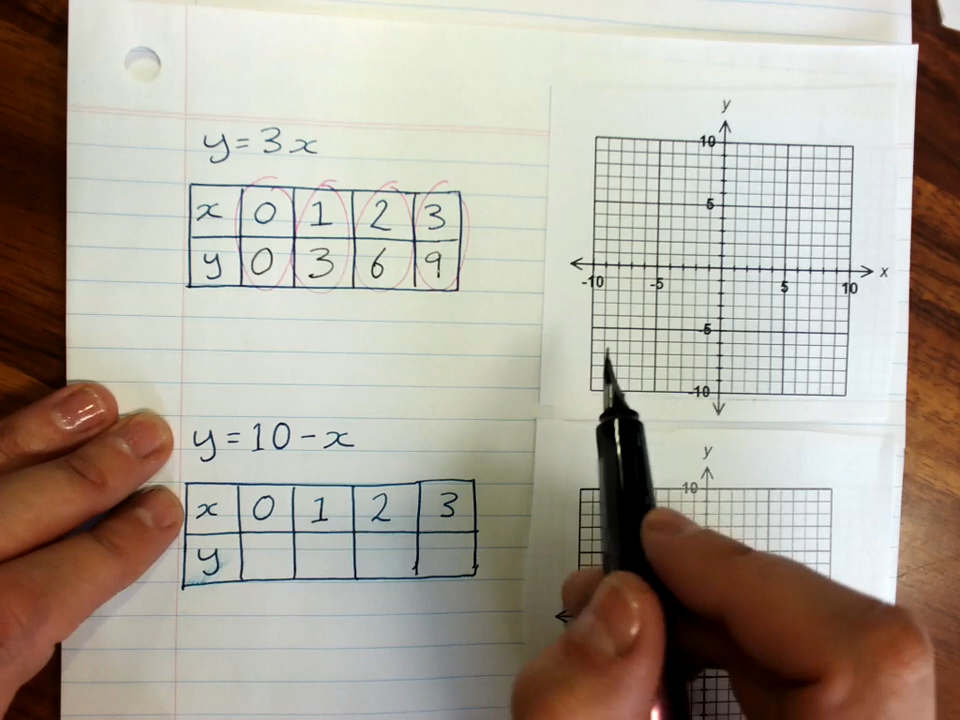 y = 3x
x 0 1 2 3
y 0 3 6 9
y
10
5
-10 -5 5 10 x
-5
-10
y = 10 - x
x 0 1 2 3
y
y
10